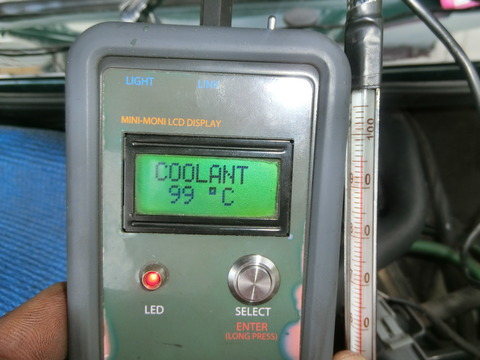 LIGHT
LINK
MINI-MONI LCD DISPLAY
COOLANT
99 °C
LED
SELECT
ENTER
(LONG PRESS)
100